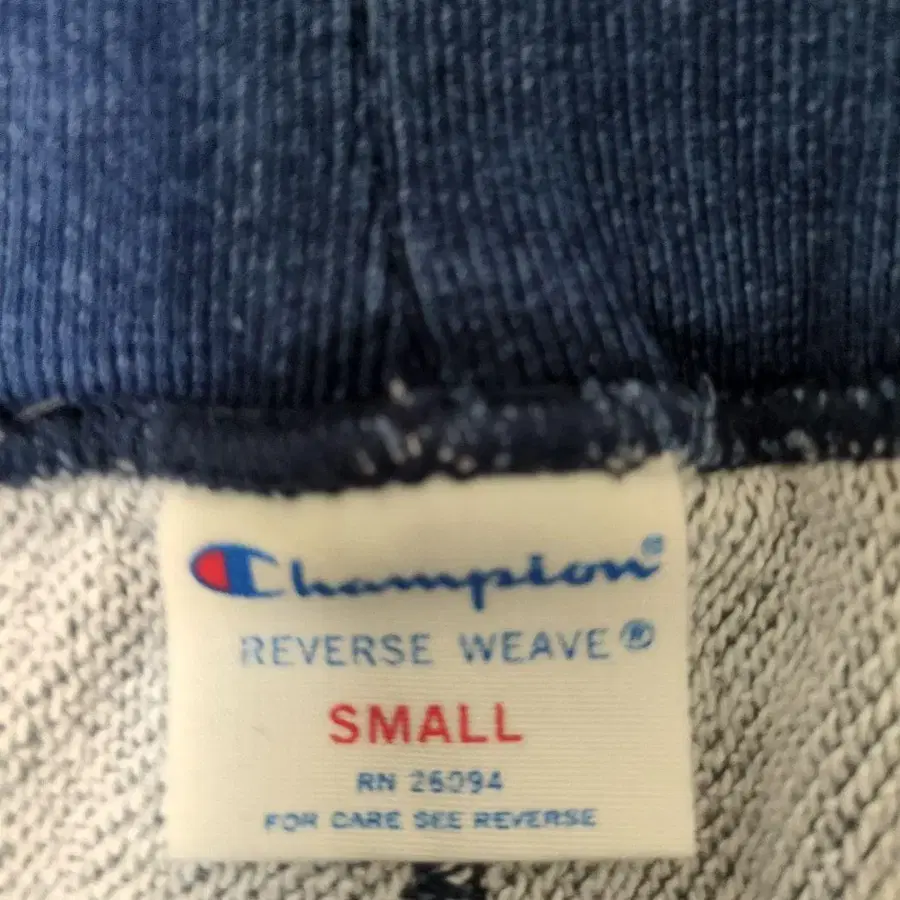 Champion®
REVERSE WEAVE®
SMALL
RN 26094
FOR CARE SEE REVERSE